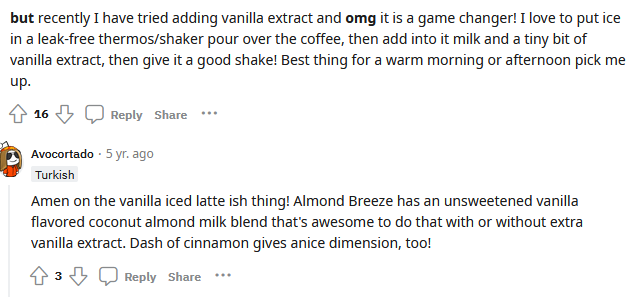 but recently I have tried adding vanilla extract and omg it is a game changer! I love to put ice
in a leak-free thermos/shaker pour over the coffee, then add into it milk and a tiny bit of
vanilla extract, then give it a good shake! Best thing for a warm morning or afternoon pick me
up.
16 Reply Share ···
Avocortado · 5 yr. ago
Turkish
Amen on the vanilla iced latte ish thing! Almond Breeze has an unsweetened vanilla
flavored coconut almond milk blend that's awesome to do that with or without extra
vanilla extract. Dash of cinnamon gives anice dimension, too!
3 Reply Share ···